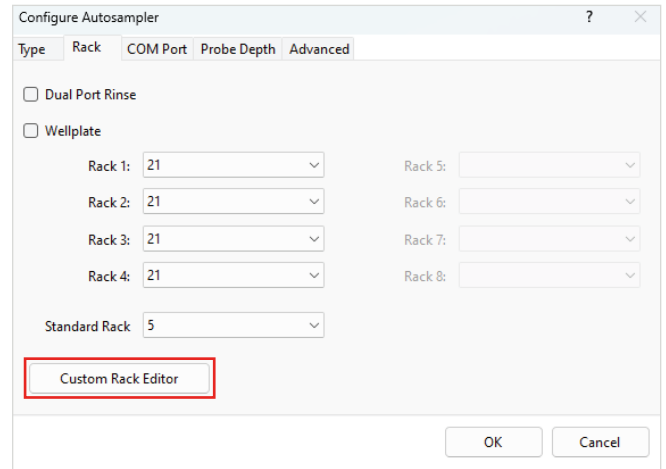 Configure Autosampler ?
Type Rack COM Port Probe Depth Advanced
Dual Port Rinse
Wellplate
Rack 1: 21 Rack 5:
Rack 2: 21 Rack 6:
Rack 3: 21 Rack 7:
Rack 4: 21 Rack 8:
Standard Rack 5
Custom Rack Editor
OK Cancel